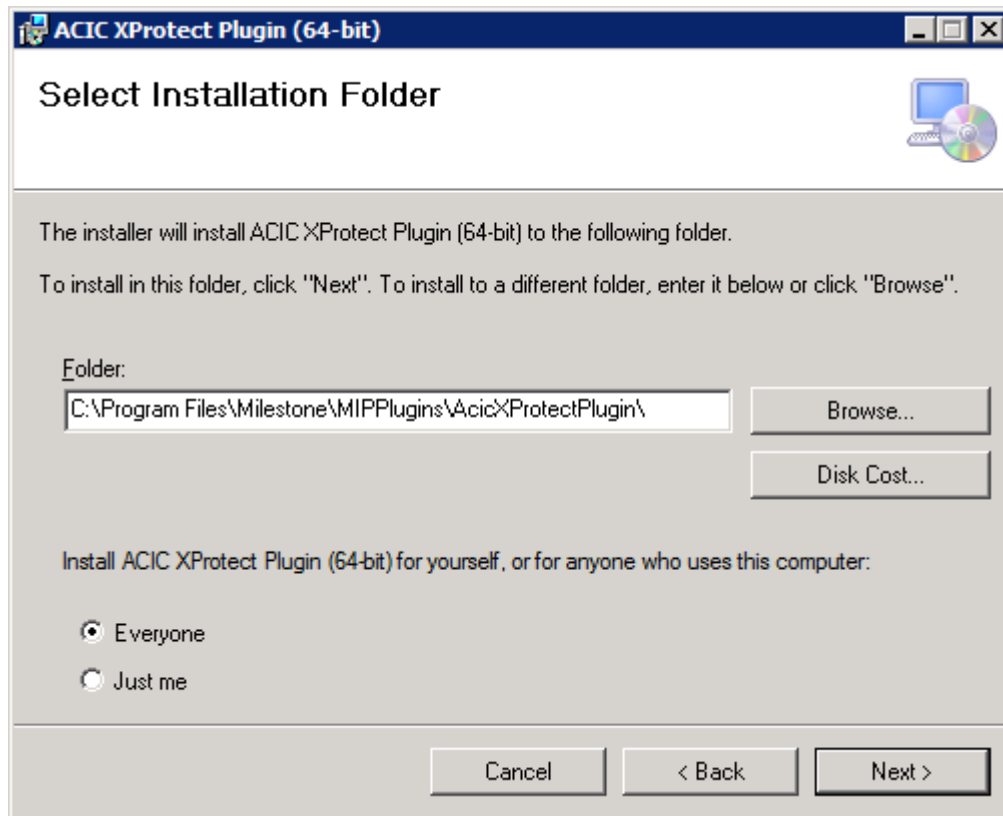 ACIC XProtect Plugin (64-bit)
Select Installation Folder
The installer will install ACIC XProtect Plugin (64-bit) to the following folder.
To install in this folder, click "Next". To install to a different folder, enter it below or click "Browse".
Folder:
C:\Program Files\Milestone\MIPPlugins\AcicXProtectPlugin\
Browse...
Disk Cost...
Install ACIC XProtect Plugin (64-bit) for yourself, or for anyone who uses this computer:
Everyone
Just me
Cancel
< Back
Next >